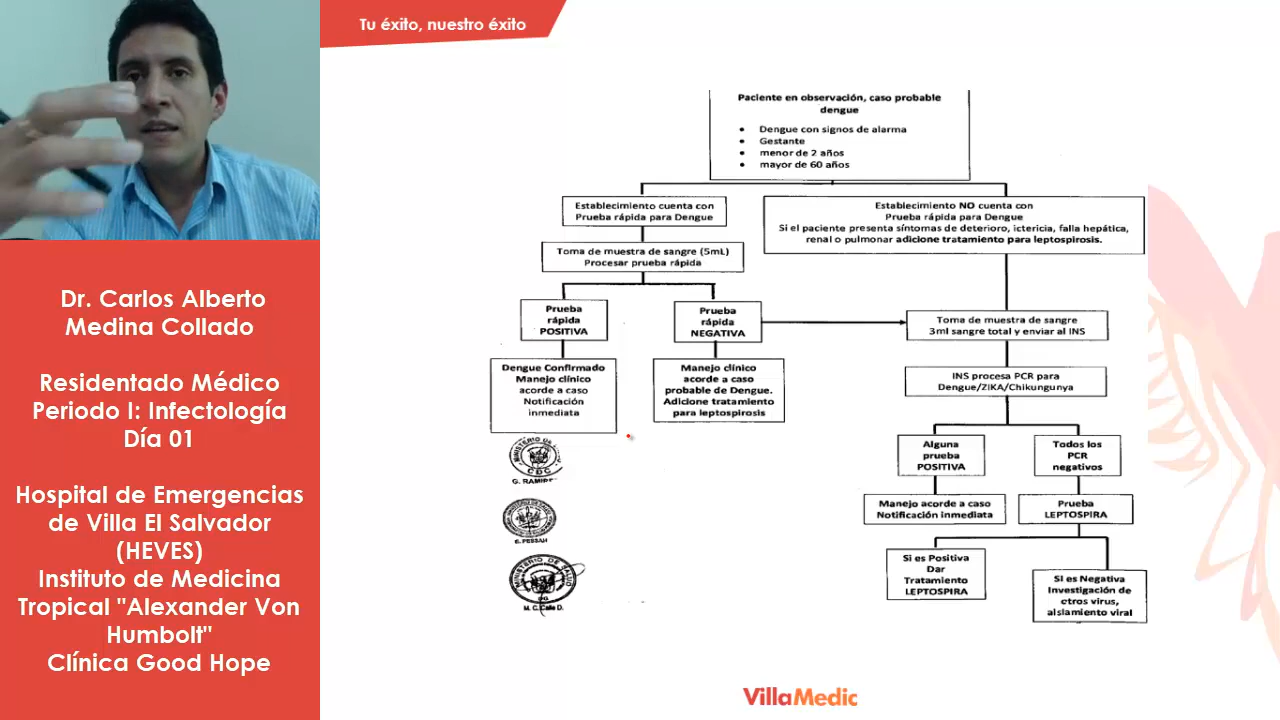 Tu éxito, nuestro éxito
Dr. Carlos Alberto
Medina Collado
Residentado Médico
Periodo I: Infectología
Día 01
Hospital de Emergencias
de Villa El Salvador
(HEVES)
Instituto de Medicina
Tropical "Alexander Von
Humbolt"
Clínica Good Hope
Paciente en observación, caso probable
dengue
• Dengue con signos de alarma
• Gestante
• menor de 2 años
• mayor de 60 años
Establecimiento cuenta con
Prueba rápida para Dengue
Establecimiento NO cuenta con
Prueba rápida para Dengue
Si el paciente presenta síntomas de deterioro, ictericia, falla hepática,
renal o pulmonar adicione tratamiento para leptospirosis.
Toma de muestra de sangre (5mL)
Procesar prueba rápida
Prueba
rápida
POSITIVA
Prueba
rápida
NEGATIVA
Toma de muestra de sangre
3ml sangre total y enviar al INS
Dengue Confirmado
Manejo clínico
acorde a caso
Notificación
inmediata
Manejo clínico
acorde a caso
probable de Dengue.
Adicione tratamiento
para leptospirosis
INS procesa PCR para
Dengue/ZIKA/Chikungunya
Alguna
prueba
POSITIVA
Todos los
PCR
negativos
Manejo acorde a caso
Notificación inmediata
Prueba
LEPTOSPIRA
Si es Positiva
Dar
Tratamiento
LEPTOSPIRA
Si es Negativa
Investigación de
otros virus,
aislamiento viral
CDC
MINISTERIO DE SALUD
M. C. Calle D.
VillaMedic